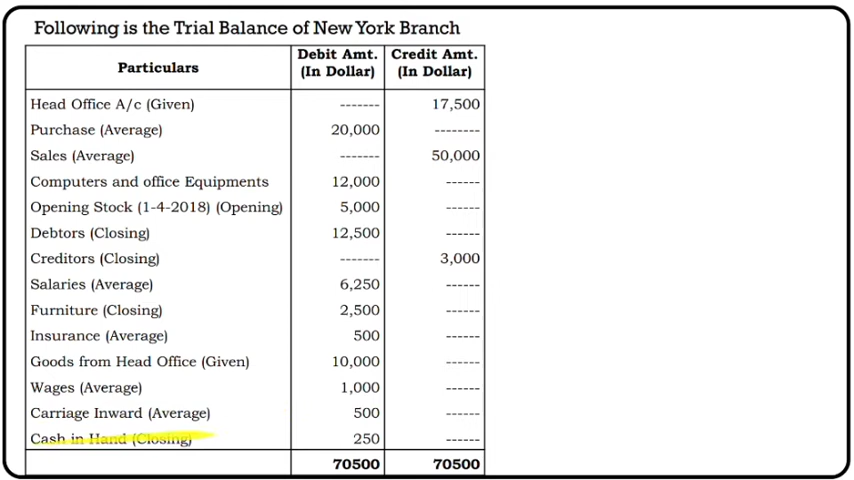 Following is the Trial Balance of New York Branch
Particulars Debit Amt. (In Dollar) Credit Amt. (In Dollar)
Head Office A/c (Given) ------- 17,500
Purchase (Average) 20,000 --------
Sales (Average) ------- 50,000
Computers and office Equipments 12,000 ------
Opening Stock (1-4-2018) (Opening) 5,000 ------
Debtors (Closing) 12,500 ------
Creditors (Closing) ------- 3,000
Salaries (Average) 6,250 ------
Furniture (Closing) 2,500 ------
Insurance (Average) 500 ------
Goods from Head Office (Given) 10,000 ------
Wages (Average) 1,000 ------
Carriage Inward (Average) 500 ------
Cash in Hand (Closing) 250 ------
70500 70500